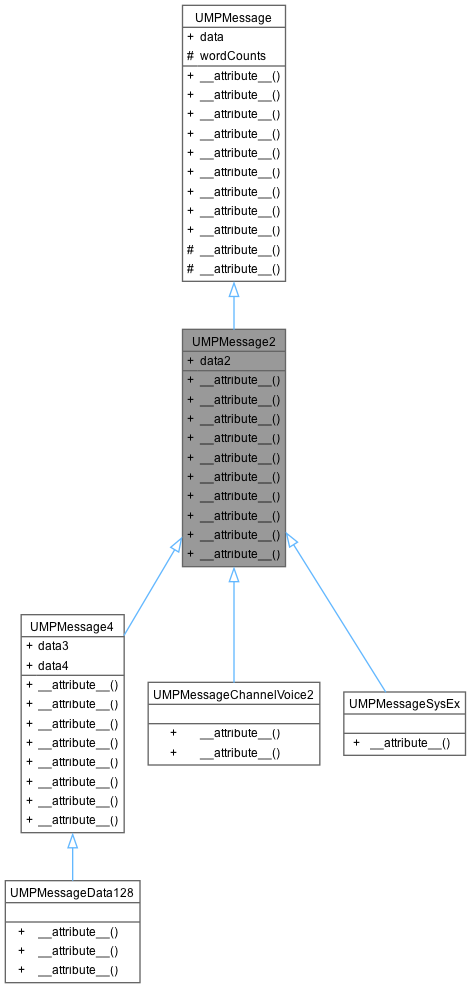 UMPMessage
+ data
# wordCounts
+ __attribute__()
+ __attribute__()
+ __attribute__()
+ __attribute__()
+ __attribute__()
+ __attribute__()
+ __attribute__()
+ __attribute__()
+ __attribute__()
# __attribute__()
# __attribute__()
UMPMessage2
+ data2
+ __attribute__()
+ __attribute__()
+ __attribute__()
+ __attribute__()
+ __attribute__()
+ __attribute__()
+ __attribute__()
+ __attribute__()
+ __attribute__()
+ __attribute__()
UMPMessage4
+ data3
+ data4
+ __attribute__()
+ __attribute__()
+ __attribute__()
+ __attribute__()
+ __attribute__()
+ __attribute__()
+ __attribute__()
+ __attribute__()
UMPMessageChannelVoice2
+ __attribute__()
+ __attribute__()
UMPMessageSysEx
+ __attribute__()
UMPMessageData128
+ __attribute__()
+ __attribute__()
+ __attribute__()